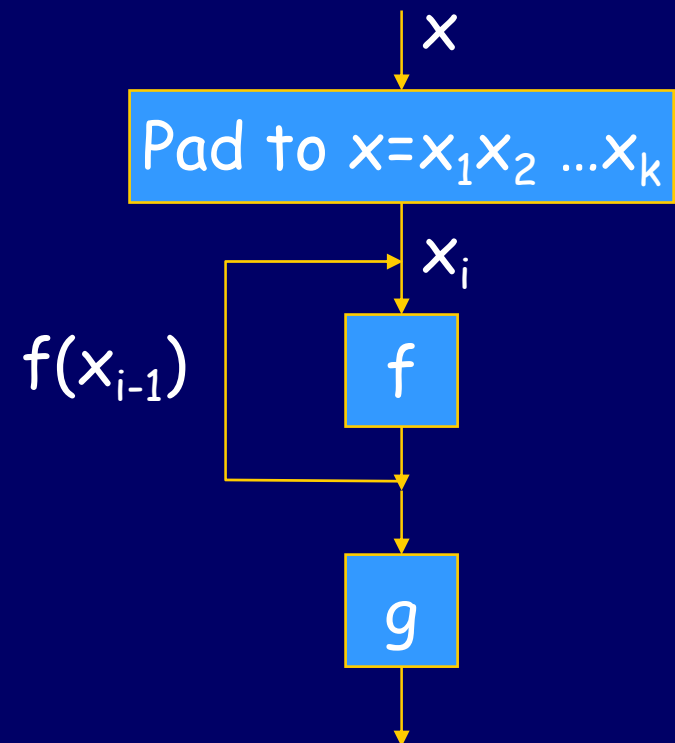 x
Pad to x=x₁x₂ ...xₖ
xᵢ
f(xᵢ₋₁)
f
g